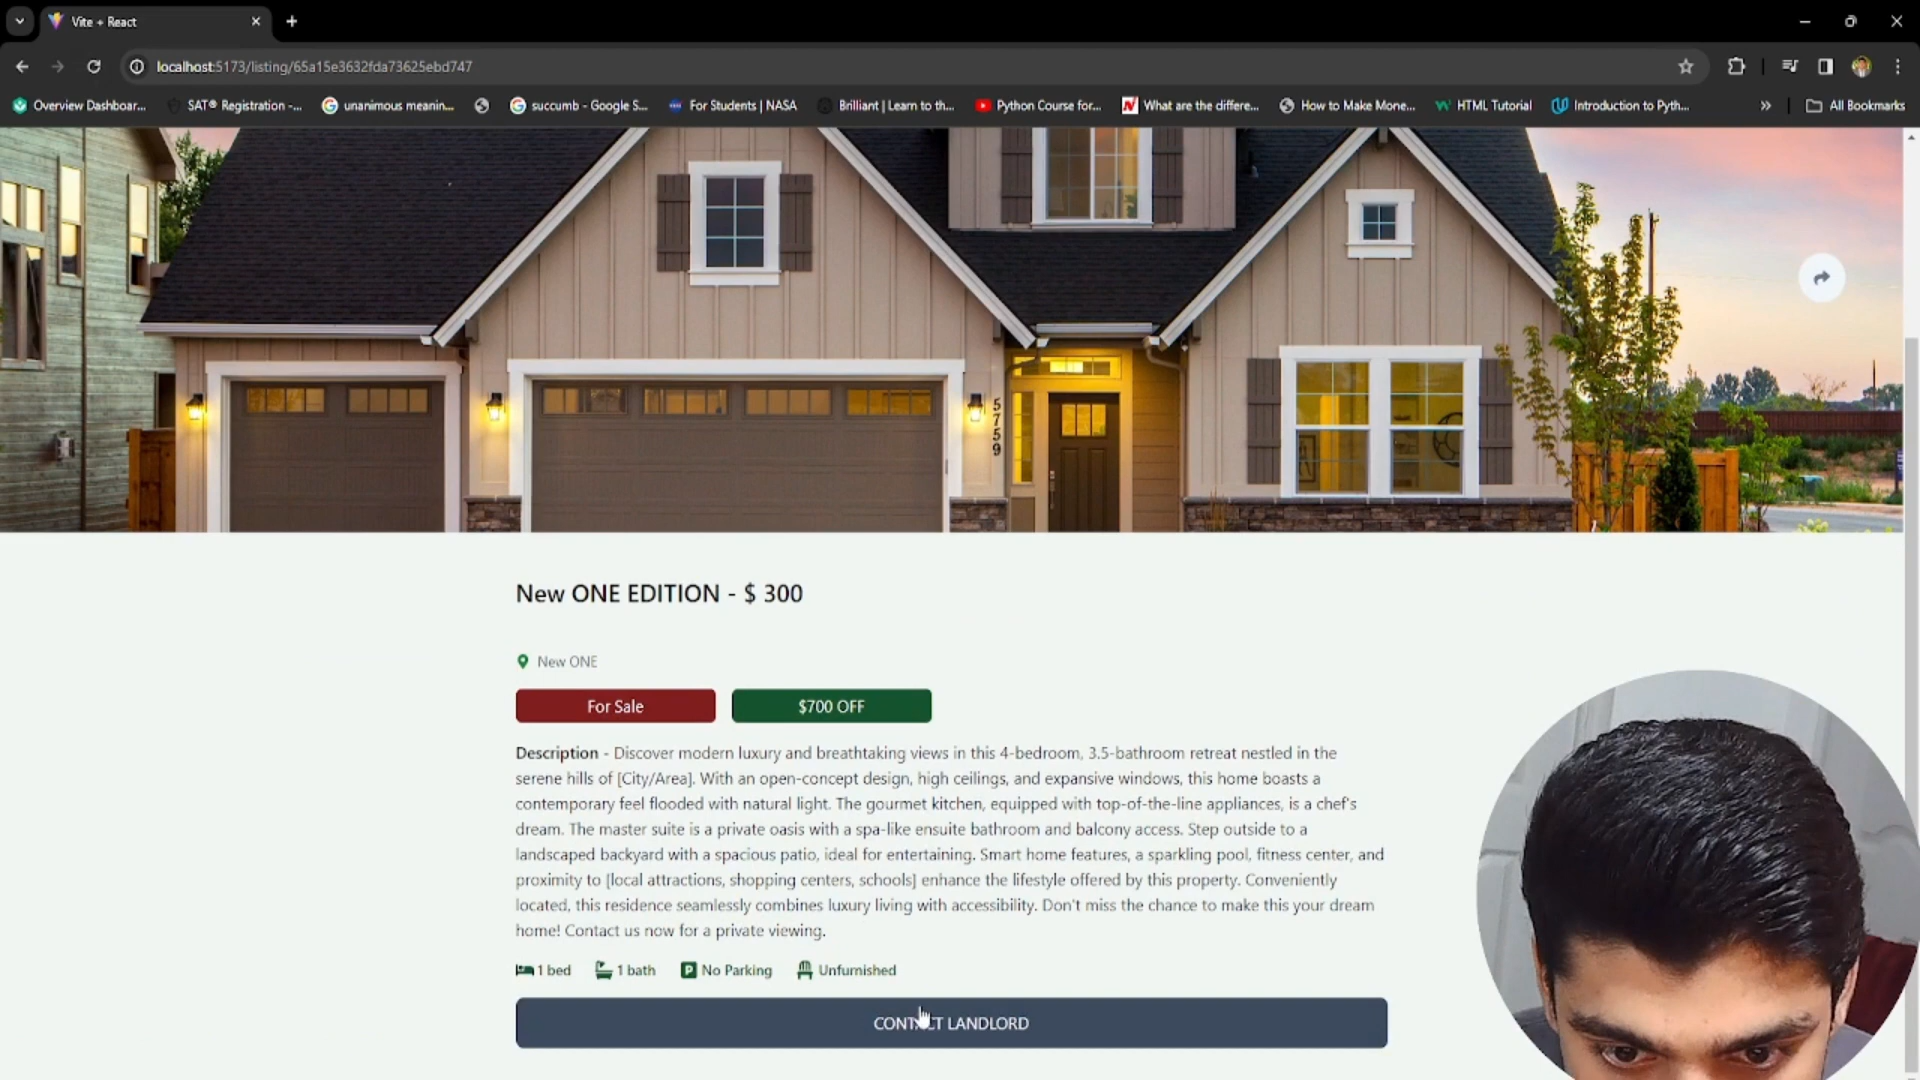 Vite + React
localhost:5173/listing/65a15e3632fda73625ebd747
Overview Dashboar... SAT® Registration -... unanimous meanin... succumb - Google S... For Students | NASA Brilliant | Learn to th... Python Course for... What are the differe... How to Make Mone... HTML Tutorial Introduction to Pyth... » All Bookmarks
5759
New ONE EDITION - $ 300
New ONE
For Sale $700 OFF
Description - Discover modern luxury and breathtaking views in this 4-bedroom, 3.5-bathroom retreat nestled in the
serene hills of [City/Area]. With an open-concept design, high ceilings, and expansive windows, this home boasts a
contemporary feel flooded with natural light. The gourmet kitchen, equipped with top-of-the-line appliances, is a chef's
dream. The master suite is a private oasis with a spa-like ensuite bathroom and balcony access. Step outside to a
landscaped backyard with a spacious patio, ideal for entertaining. Smart home features, a sparkling pool, fitness center, and
proximity to [local attractions, shopping centers, schools] enhance the lifestyle offered by this property. Conveniently
located, this residence seamlessly combines luxury living with accessibility. Don't miss the chance to make this your dream
home! Contact us now for a private viewing.
1 bed 1 bath P No Parking Unfurnished
CONTACT LANDLORD